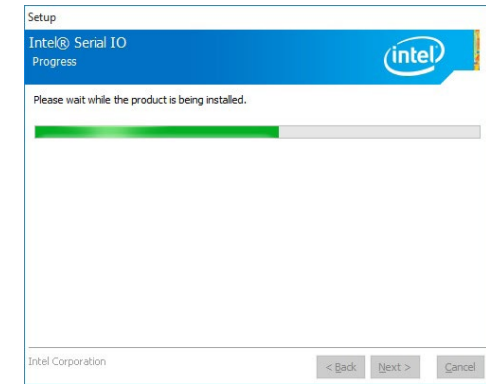 Setup
Intel® Serial IO
Progress
intel
Please wait while the product is being installed.
Intel Corporation
< Back
Next >
Cancel